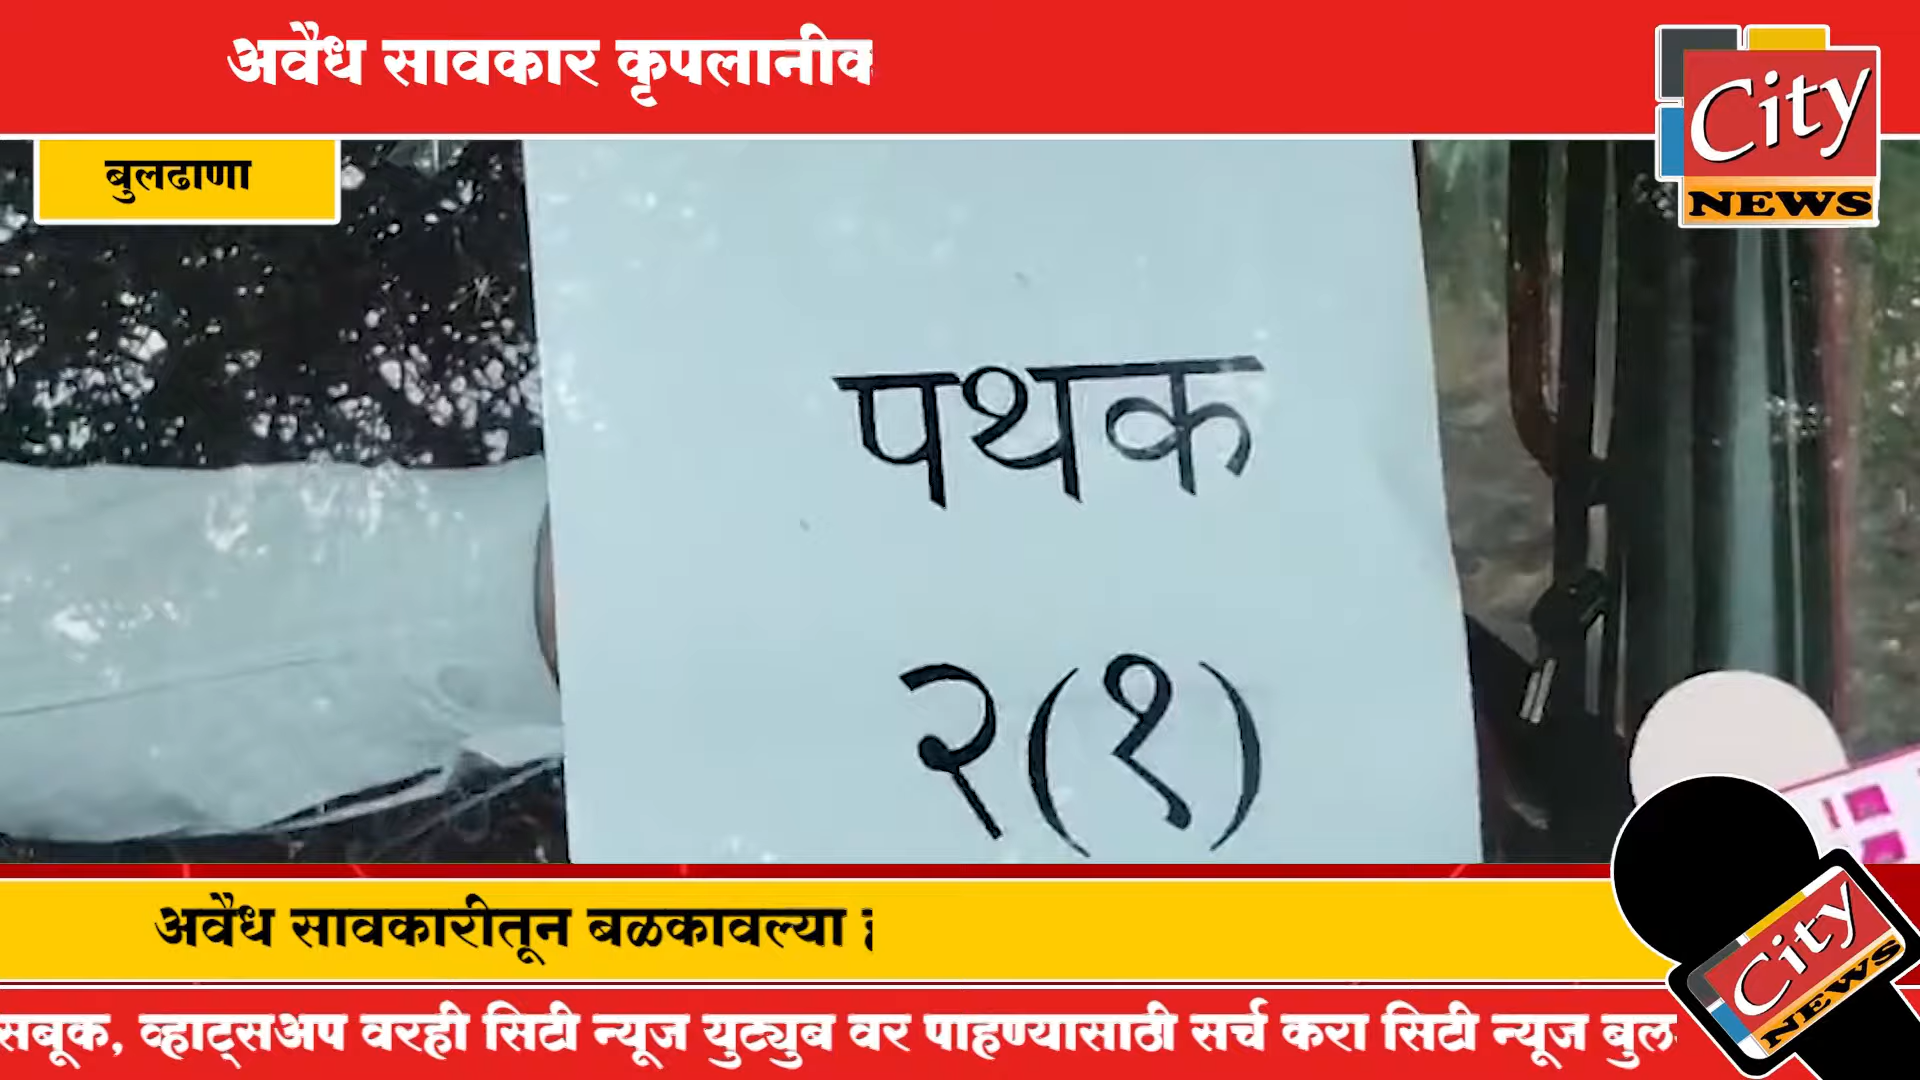 अवैध सावकार कृपलानीव
City
NEWS
बुलढाणा
पथक
२(१)
अवैध सावकारीतून बळकावल्या
सबूक, व्हाट्सअप वरही सिटी न्यूज युट्युब वर पाहण्यासाठी सर्च करा सिटी न्यूज बुल
City
NEWS